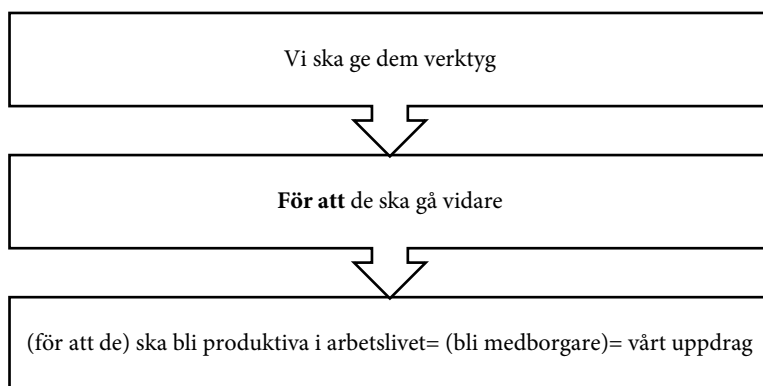 Vi ska ge dem verktyg
För att de ska gå vidare
(för att de) ska bli produktiva i arbetslivet= (bli medborgare)= vårt uppdrag